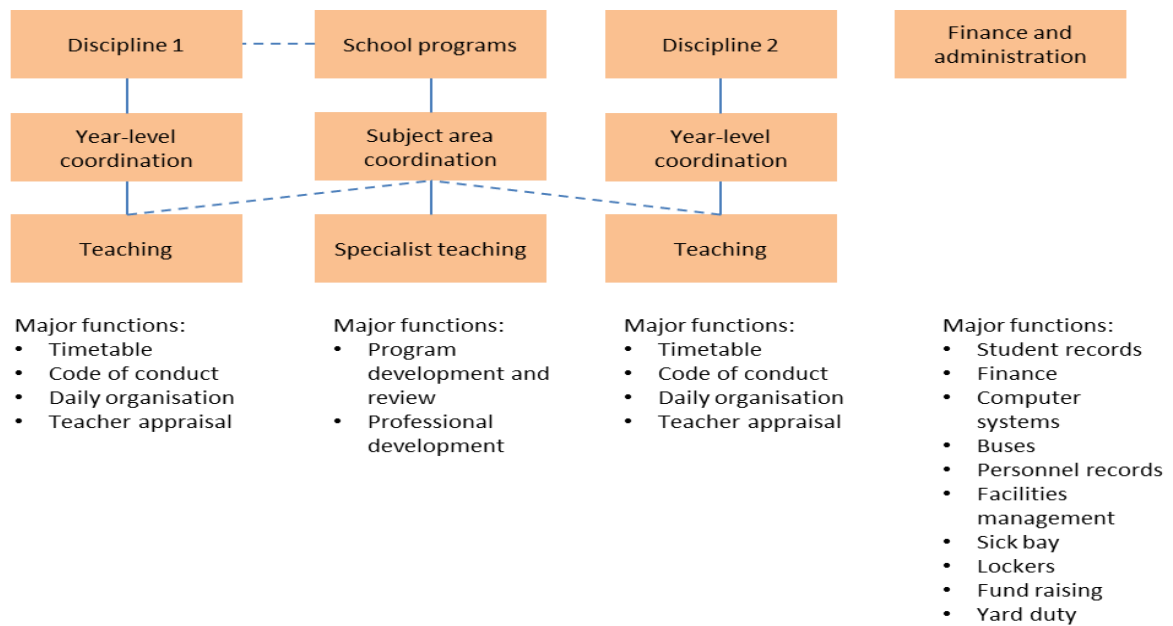 Discipline 1
School programs
Discipline 2
Finance and
administration
Year-level
coordination
Subject area
coordination
Year-level
coordination
Teaching
Specialist teaching
Teaching
Major functions:
• Timetable
• Code of conduct
• Daily organisation
• Teacher appraisal
Major functions:
• Program
development and
review
• Professional
development
Major functions:
• Timetable
• Code of conduct
• Daily organisation
• Teacher appraisal
Major functions:
• Student records
• Finance
• Computer
systems
• Buses
• Personnel records
• Facilities
management
• Sick bay
• Lockers
• Fund raising
• Yard duty